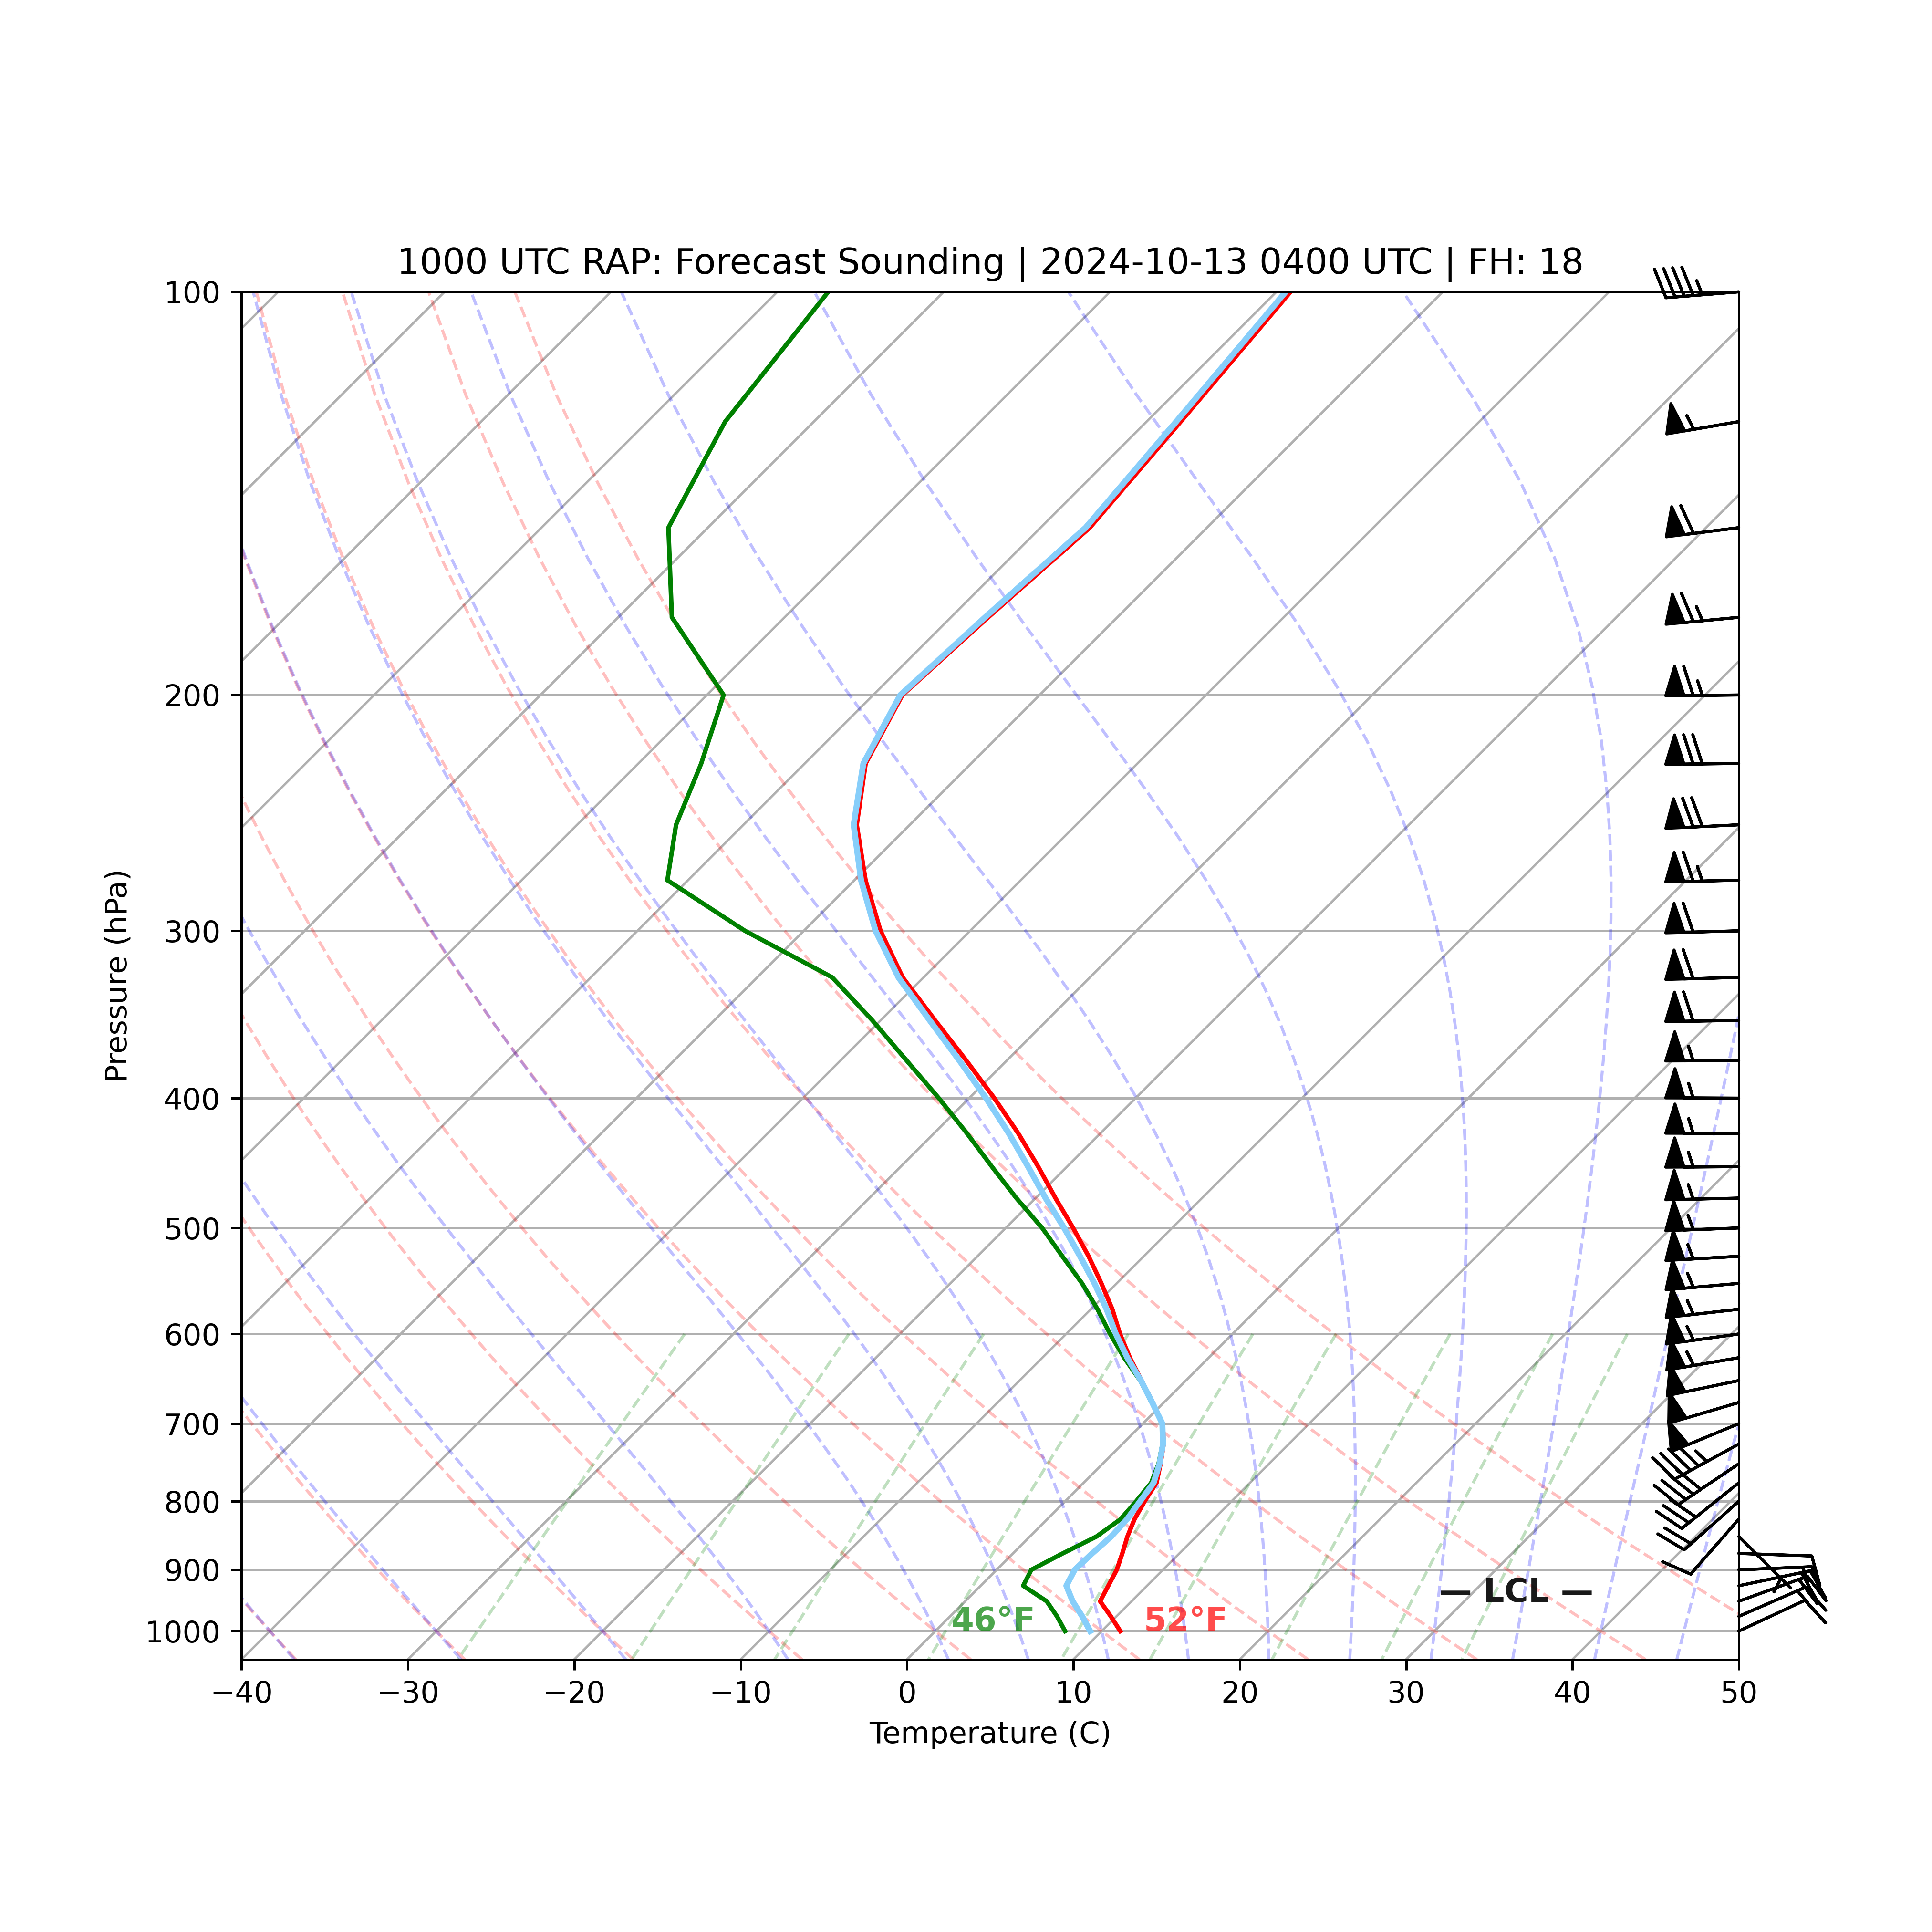 1000 UTC RAP: Forecast Sounding | 2024-10-13 0400 UTC | FH: 18
100
200
300
400
500
600
700
800
900
1000
Pressure (hPa)
— LCL —
46°F
52°F
−40 −30 −20 −10 0 10 20 30 40 50
Temperature (C)